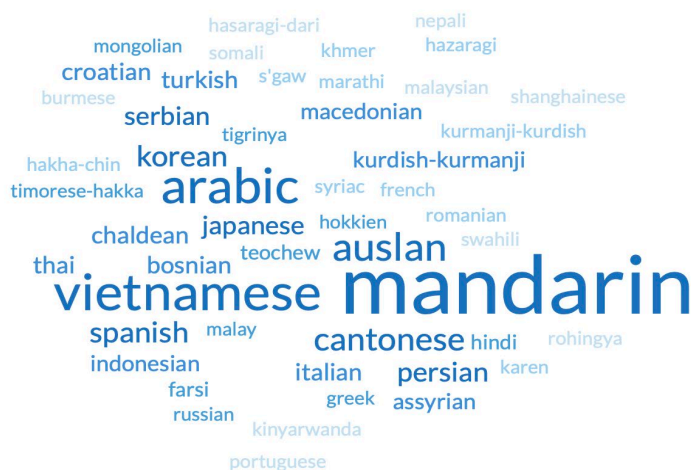 hasaragi-dari nepali
mongolian somali khmer hazaragi
croatian turkish s'gaw marathi malaysian
burmese shanghainese
serbian macedonian
tigrinya kurmanji-kurdish
hakha-chin korean kurdish-kurmanji
timorese-hakka arabic syriac french
japanese hokkien romanian
chaldean teochew auslan swahili
thai bosnian
vietnamese mandarin
spanish malay cantonese hindi rohingya
indonesian italian persian karen
farsi greek assyrian
russian
kinyarwanda
portuguese